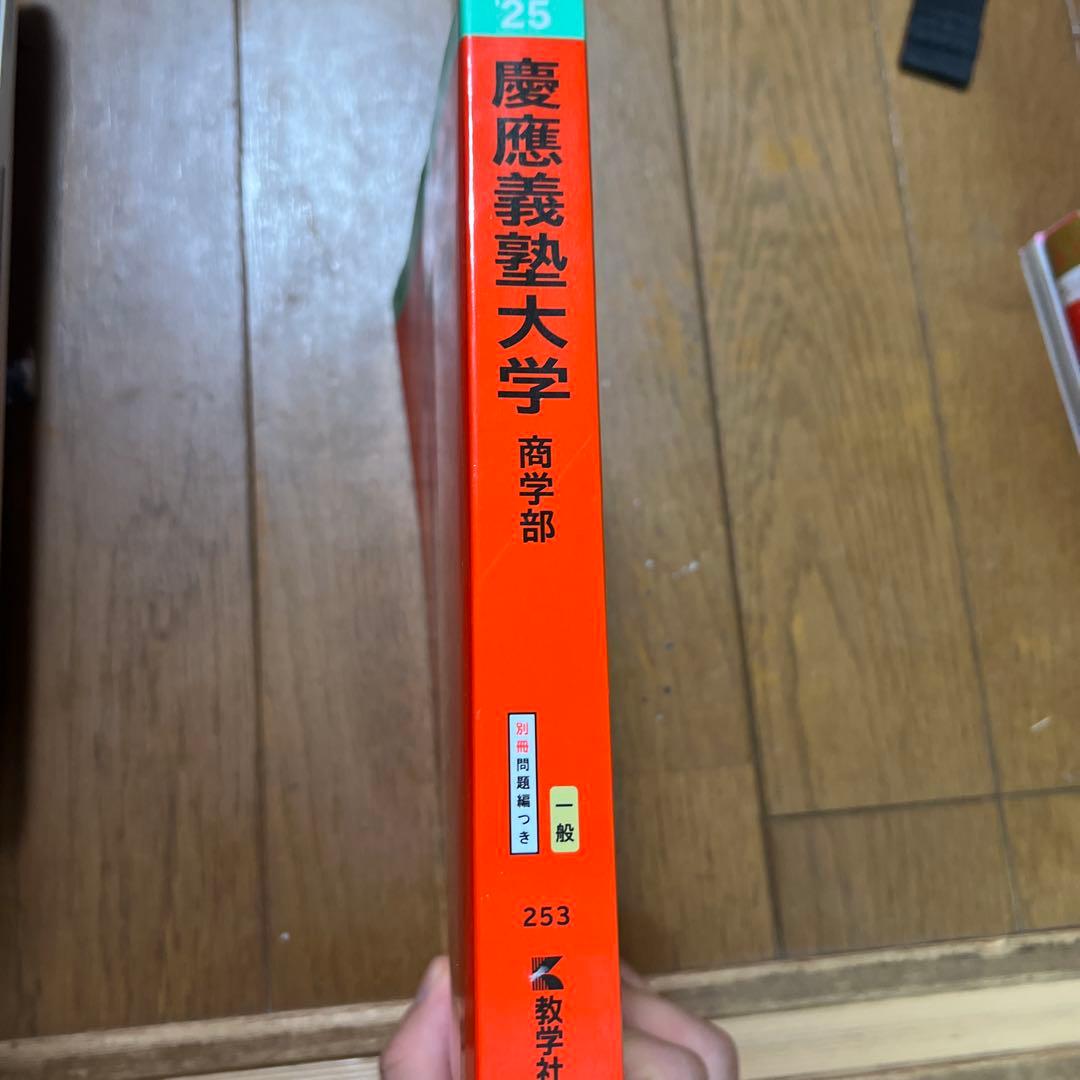 '25
慶應義塾大学
商学部
別冊問題編つき
一般
253
教学社